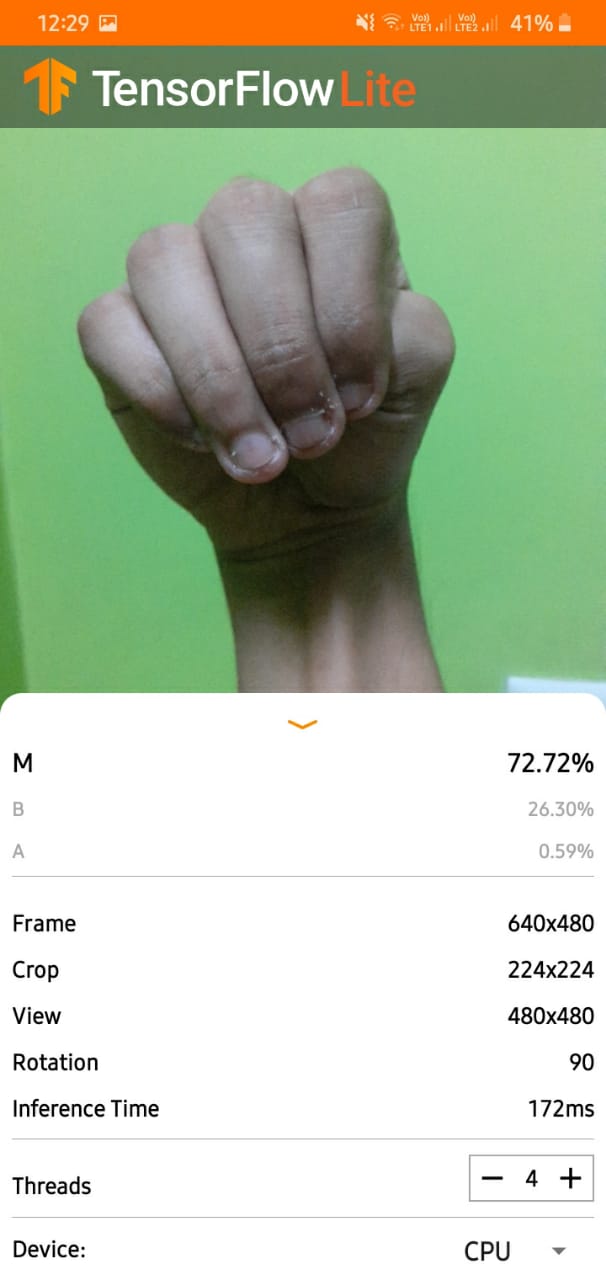 12:29 Vo)) LTE1 Vo)) LTE2 41%
TensorFlow Lite
M 72.72%
B 26.30%
A 0.59%
Frame 640x480
Crop 224x224
View 480x480
Rotation 90
Inference Time 172ms
Threads — 4 +
Device: CPU